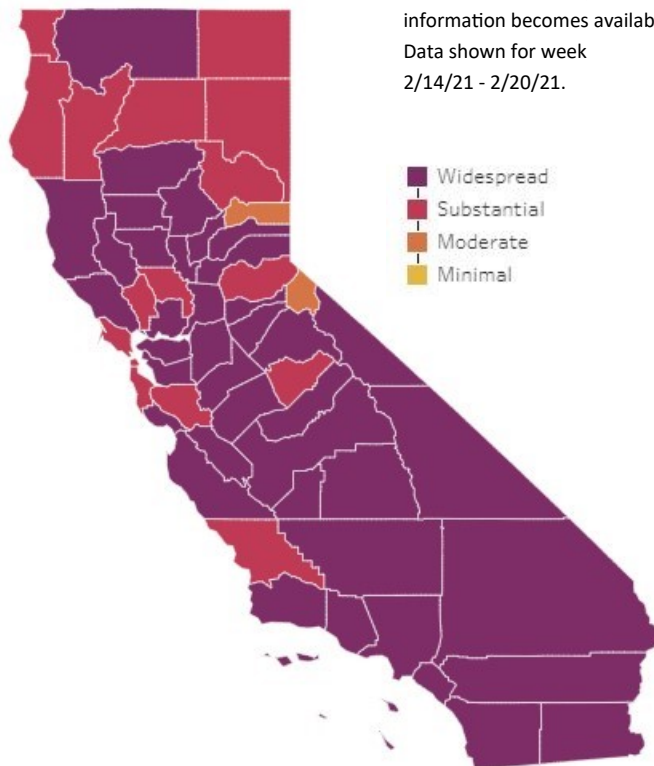 information becomes availab
Data shown for week
2/14/21 - 2/20/21.
Widespread
Substantial
Moderate
Minimal